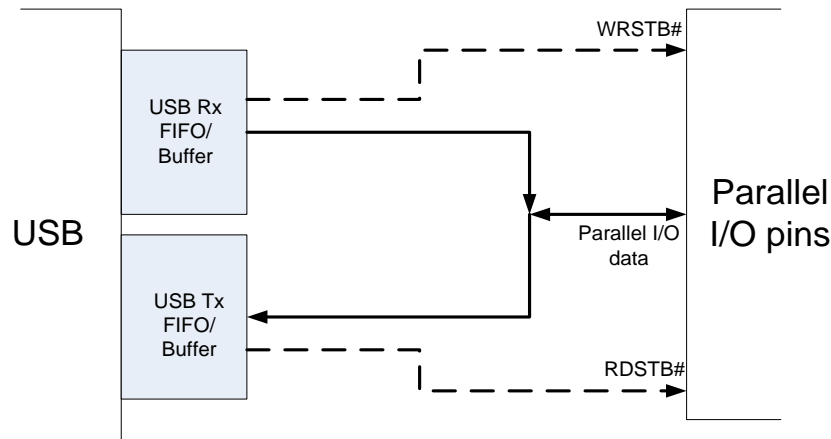 WRSTB#
USB Rx
FIFO/
Buffer
USB
Parallel
I/O pins
Parallel I/O
data
USB Tx
FIFO/
Buffer
RDSTB#